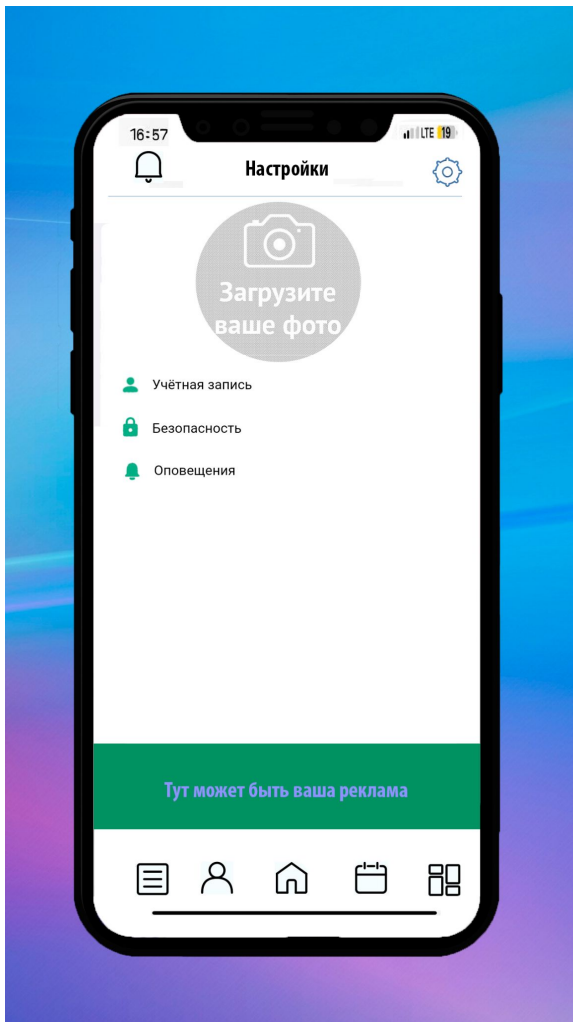 16:57
LTE 19
Настройки
Загрузите
ваше фото
Учётная запись
Безопасность
Оповещения
Тут может быть ваша реклама